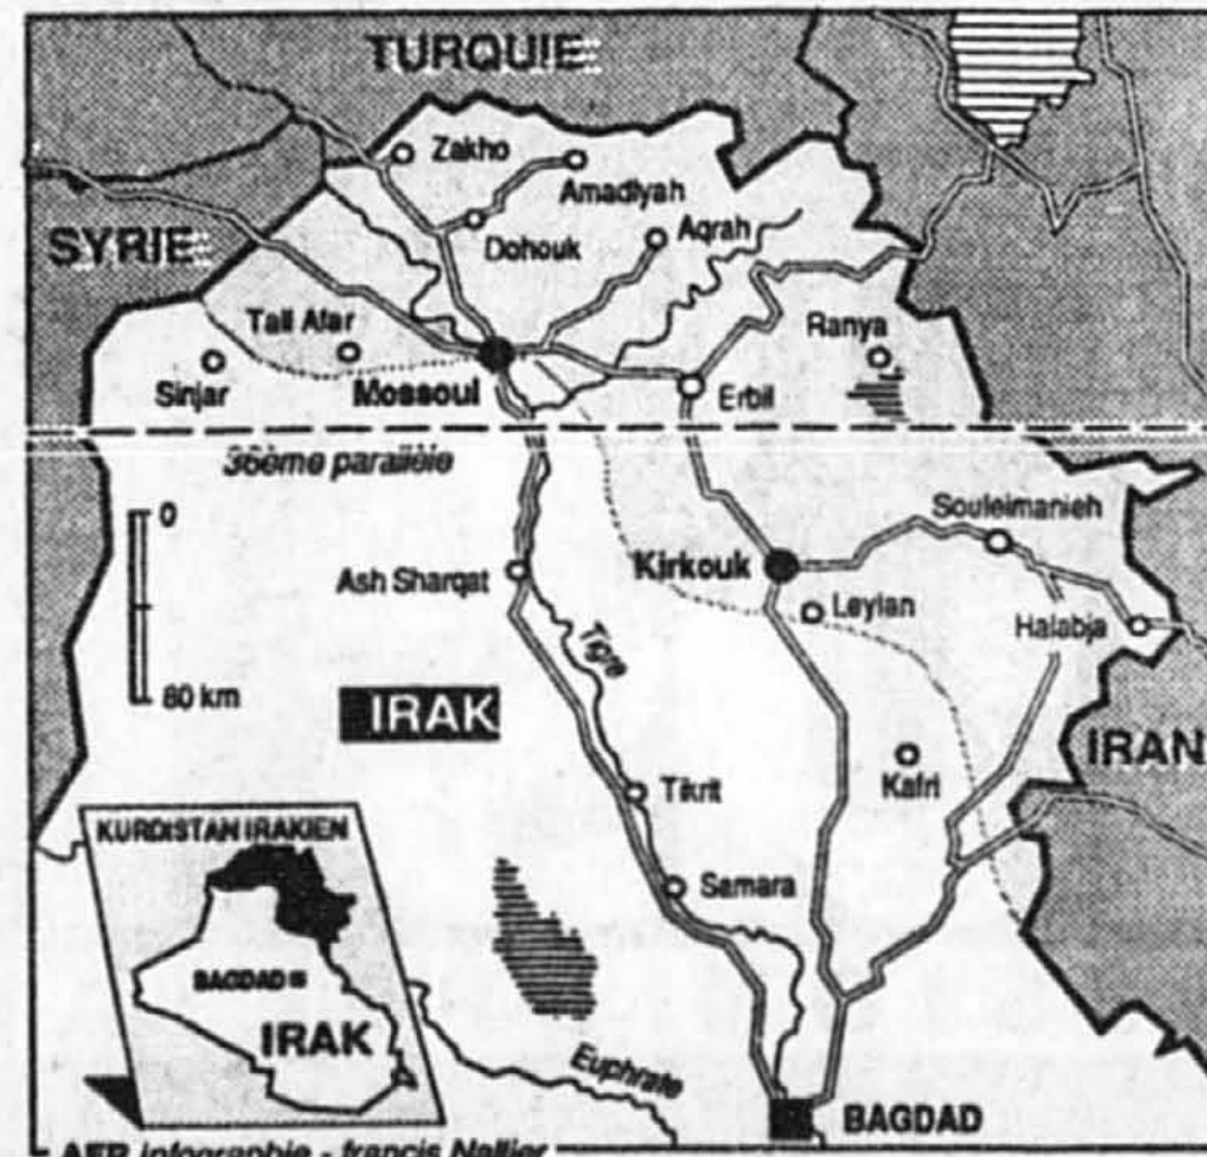 TURQUIE
Zakho
Amadiyah
SYRIE
Dohouk
Aqrah
Tall Afar
Ranya
Sinjar
Mossoul
Erbil
36ème parallèle
0
Souleimanieh
Kirkouk
Ash Sharqat
Leylan
Halabja
Tigre
80 km
IRAK
IRAN
Kafri
Tikrit
KURDISTAN IRAKIEN
Samara
BAGDAD
IRAK
Euphrate
BAGDAD
AFP infographie - francis Nallier